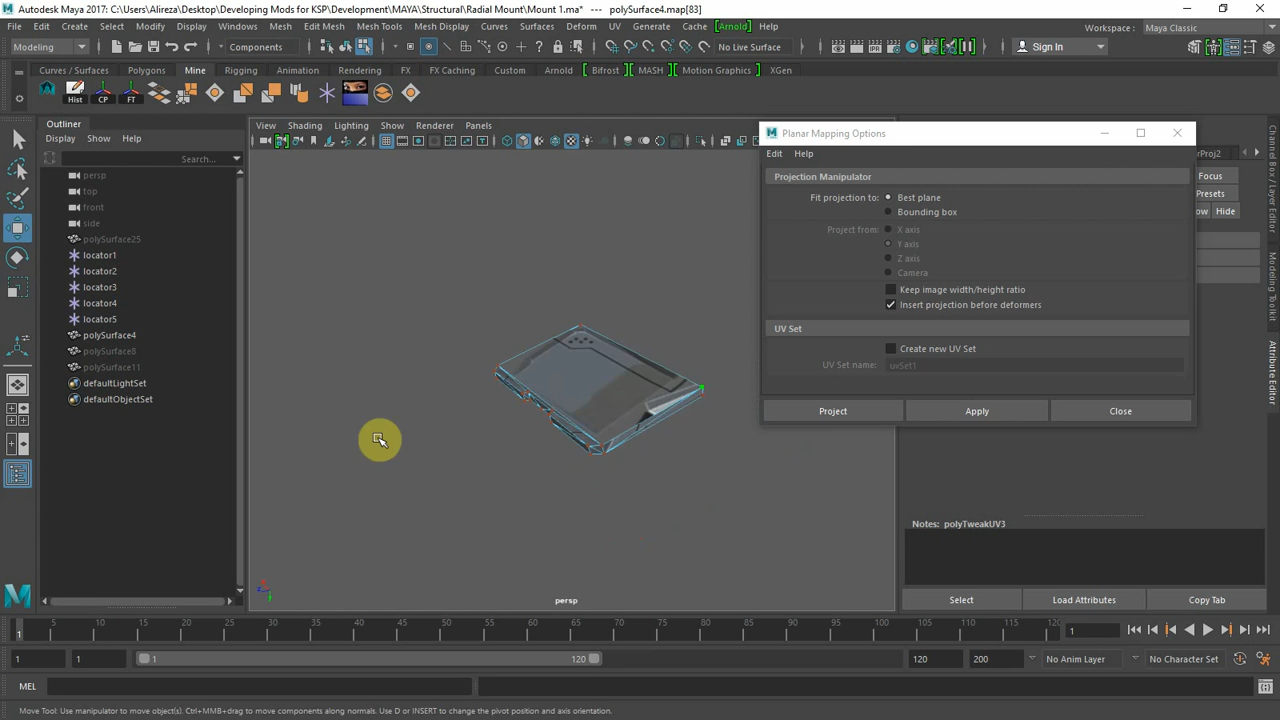 Autodesk Maya 2017: C:\Users\Alireza\Desktop\Developing Mods for KSP\Development\MAYA\Structural\Radial Mount\Mount 1.ma* --- polySurface4.map[83]
File Edit Create Select Modify Display Windows Mesh Edit Mesh Mesh Tools Mesh Display Curves Surfaces Deform UV Generate Cache Arnold Help
Workspace : Maya Classic
Modeling Components No Live Surface Sign In
Curves / Surfaces Polygons Mine Rigging Animation Rendering FX FX Caching Custom Arnold Bifrost MASH Motion Graphics XGen
Hist CP FT
Outliner
Display Show Help
Search...
persp
top
front
side
polySurface25
locator1
locator2
locator3
locator4
locator5
polySurface4
polySurface8
polySurface11
defaultLightSet
defaultObjectSet
View Shading Lighting Show Renderer Panels
persp
Planar Mapping Options
Edit Help
Projection Manipulator
Fit projection to: Best plane
Bounding box
Project from: X axis
Y axis
Z axis
Camera
Keep image width/height ratio
Insert projection before deformers
UV Set
Create new UV Set
UV Set name: uvSet1
Project Apply Close
rProj2
Focus
Presets
ow Hide
Notes: polyTweakUV3
Select Load Attributes Copy Tab
Channel Box / Layer Editor
Modeling Toolkit
Attribute Editor
5 10 15 20 25 30 35 40 45 50 55 60 65 70 75 80 85 90 95 100 105 110 115 120
1 1
1 1 1 120 120 200 No Anim Layer No Character Set
MEL
Move Tool: Use manipulator to move object(s). Ctrl+MMB+drag to move components along normals. Use D or INSERT to change the pivot position and axis orientation.